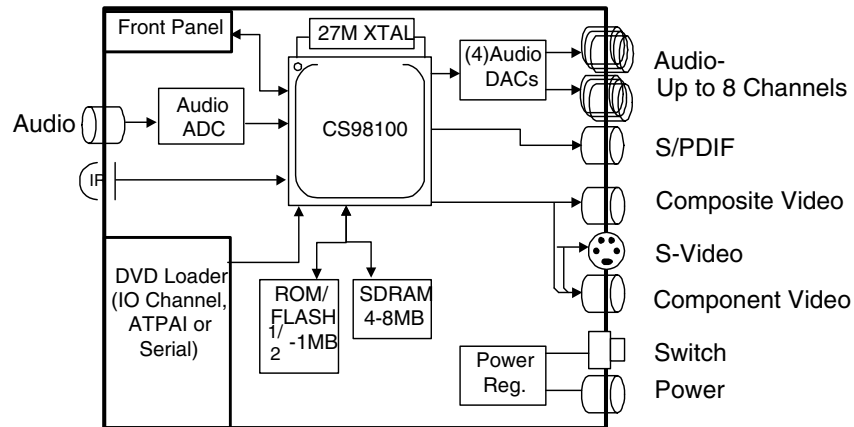 Front Panel
27M XTAL
(4)Audio
DACs
Audio-
Up to 8 Channels
Audio
Audio
ADC
CS98100
S/PDIF
IR
Composite Video
S-Video
DVD Loader
(IO Channel,
ATPAI or
Serial)
ROM/
FLASH
1/2 -1MB
SDRAM
4-8MB
Component Video
Power
Reg.
Switch
Power